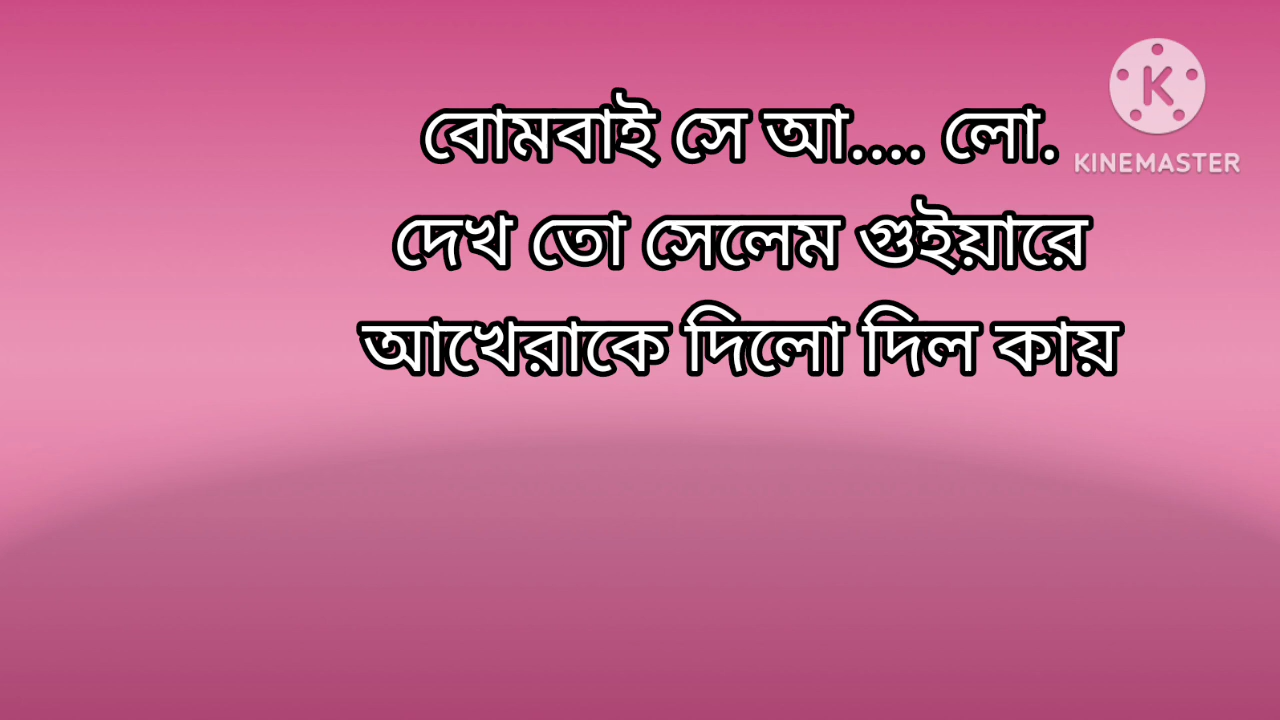 বোমবাই সে আ.... লো.
KINEMASTER
দেখ তো সেলেম গুইয়ারে
আখেরাকে দিলো দিল কায়